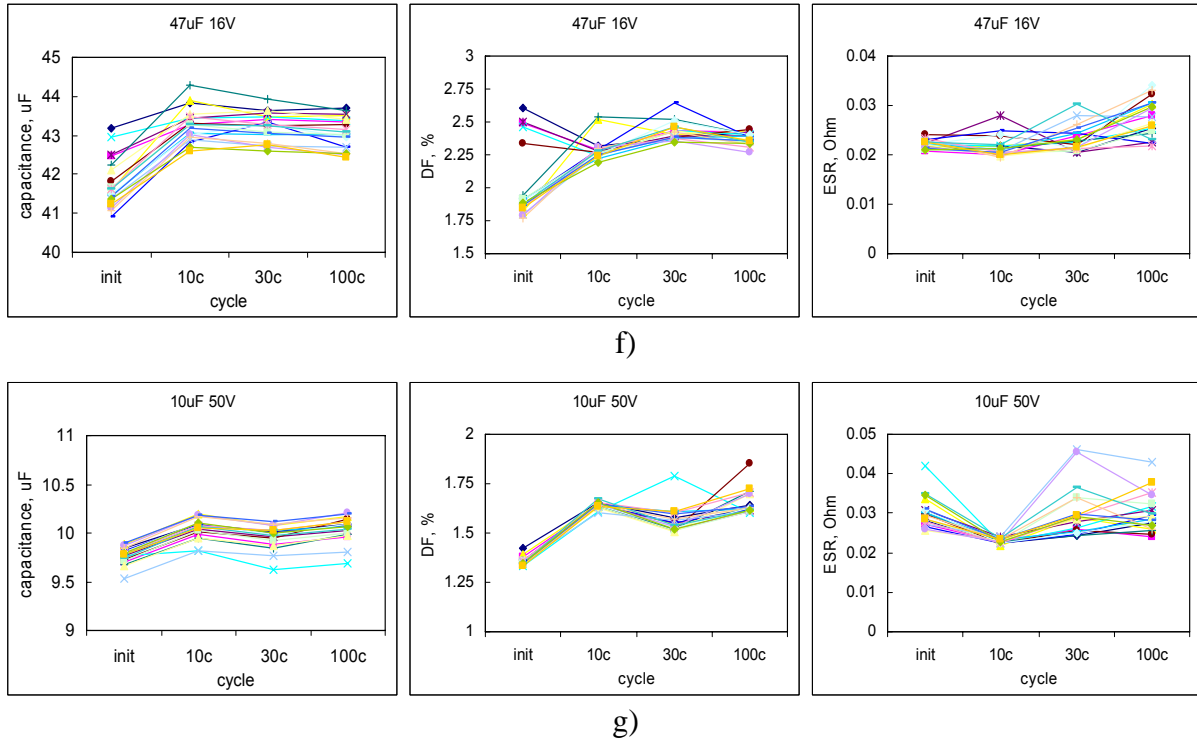 47uF 16V
capacitance, uF
45
44
43
42
41
40
init 10c 30c 100c
cycle
47uF 16V
DF, %
3
2.75
2.5
2.25
2
1.75
1.5
init 10c 30c 100c
cycle
47uF 16V
ESR, Ohm
0.04
0.03
0.02
0.01
0
init 10c 30c 100c
cycle
f)
10uF 50V
capacitance, uF
11
10.5
10
9.5
9
init 10c 30c 100c
cycle
10uF 50V
DF, %
2
1.75
1.5
1.25
1
init 10c 30c 100c
cycle
10uF 50V
ESR, Ohm
0.05
0.04
0.03
0.02
0.01
0
init 10c 30c 100c
cycle
g)